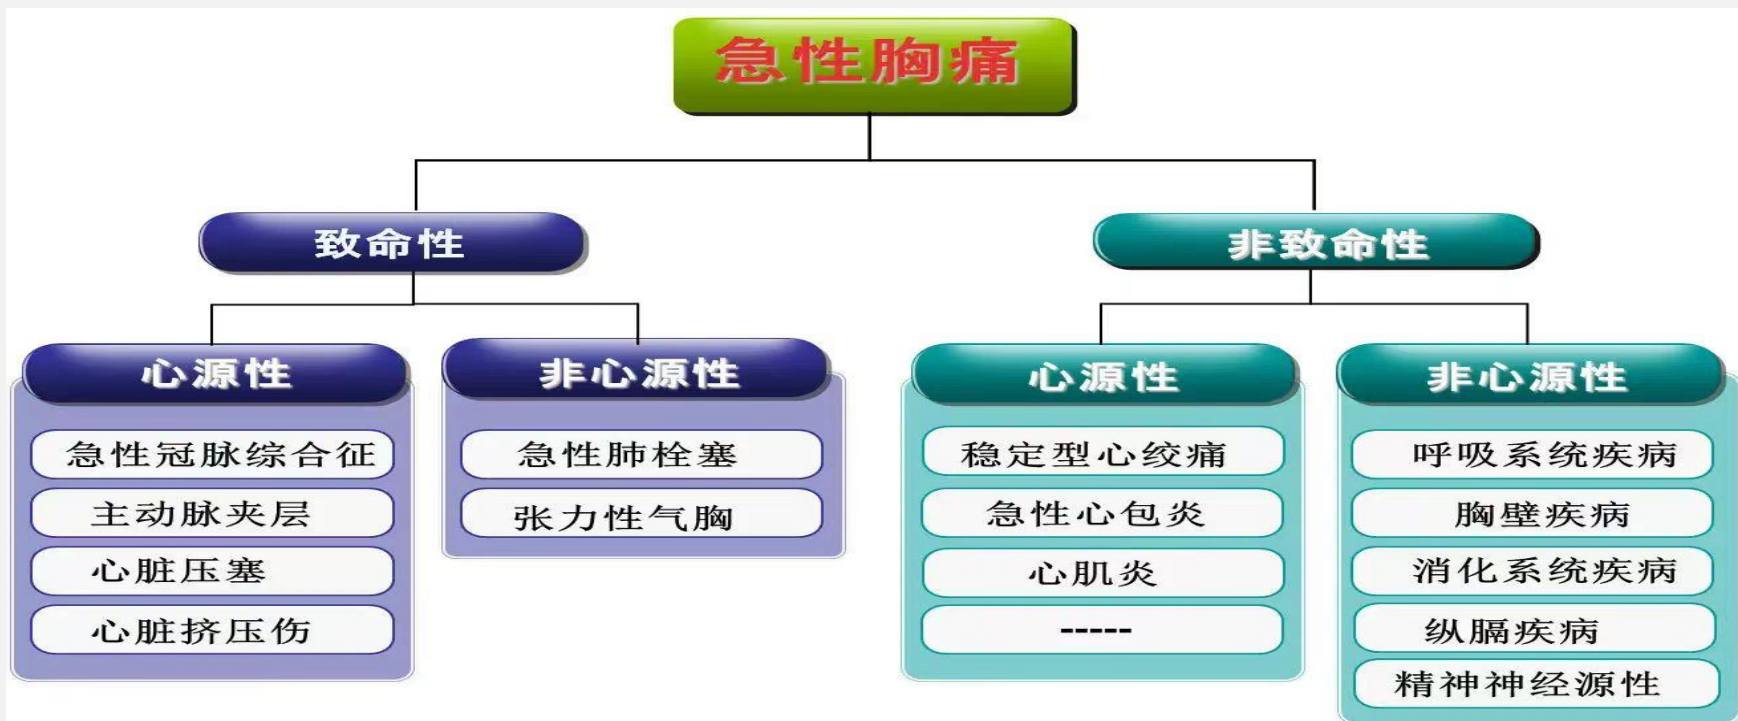 急性胸痛
致命性
非致命性
心源性
急性冠脉综合征
主动脉夹层
心脏压塞
心脏挤压伤
非心源性
急性肺栓塞
张力性气胸
心源性
稳定型心绞痛
急性心包炎
心肌炎
-----
非心源性
呼吸系统疾病
胸壁疾病
消化系统疾病
纵膈疾病
精神神经源性